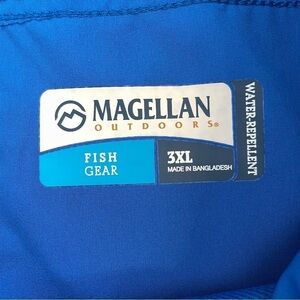 MAGELLAN
OUTDOORS®
FISH
GEAR
3XL
MADE IN BANGLADESH
WATER-REPELLENT